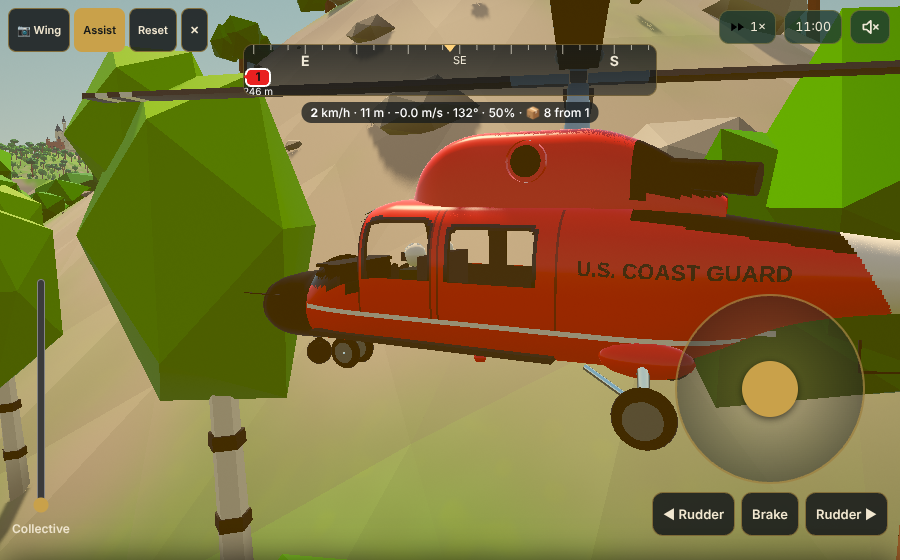 📷 Wing
Assist
Reset
×
1×
11:00
E
SE
S
1
246 m
2 km/h · 11 m · -0.0 m/s · 132° · 50% · 📦 8 from 1
U.S. COAST GUARD
Collective
◀ Rudder
Brake
Rudder ▶